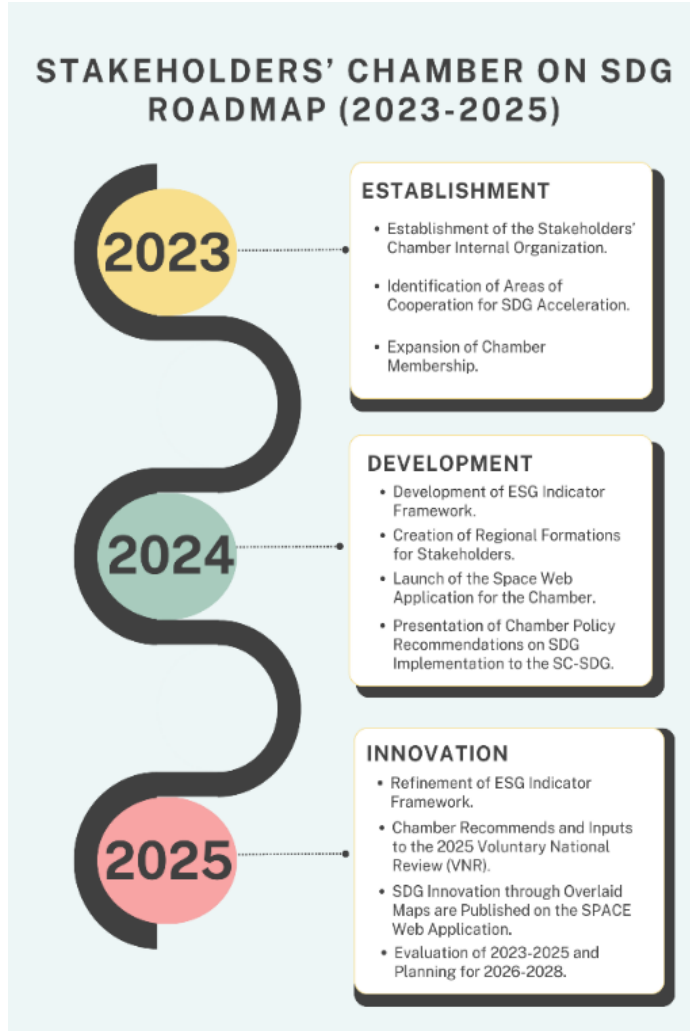 STAKEHOLDERS' CHAMBER ON SDG
ROADMAP (2023-2025)
2023
ESTABLISHMENT
• Establishment of the Stakeholders'
Chamber Internal Organization.
• Identification of Areas of
Cooperation for SDG Acceleration.
• Expansion of Chamber
Membership.
2024
DEVELOPMENT
• Development of ESG Indicator
Framework.
• Creation of Regional Formations
for Stakeholders.
• Launch of the Space Web
Application for the Chamber.
• Presentation of Chamber Policy
Recommendations on SDG
Implementation to the SC-SDG.
2025
INNOVATION
• Refinement of ESG Indicator
Framework.
• Chamber Recommends and Inputs
to the 2025 Voluntary National
Review (VNR).
• SDG Innovation through Overlaid
Maps are Published on the SPACE
Web Application.
• Evaluation of 2023-2025 and
Planning for 2026-2028.